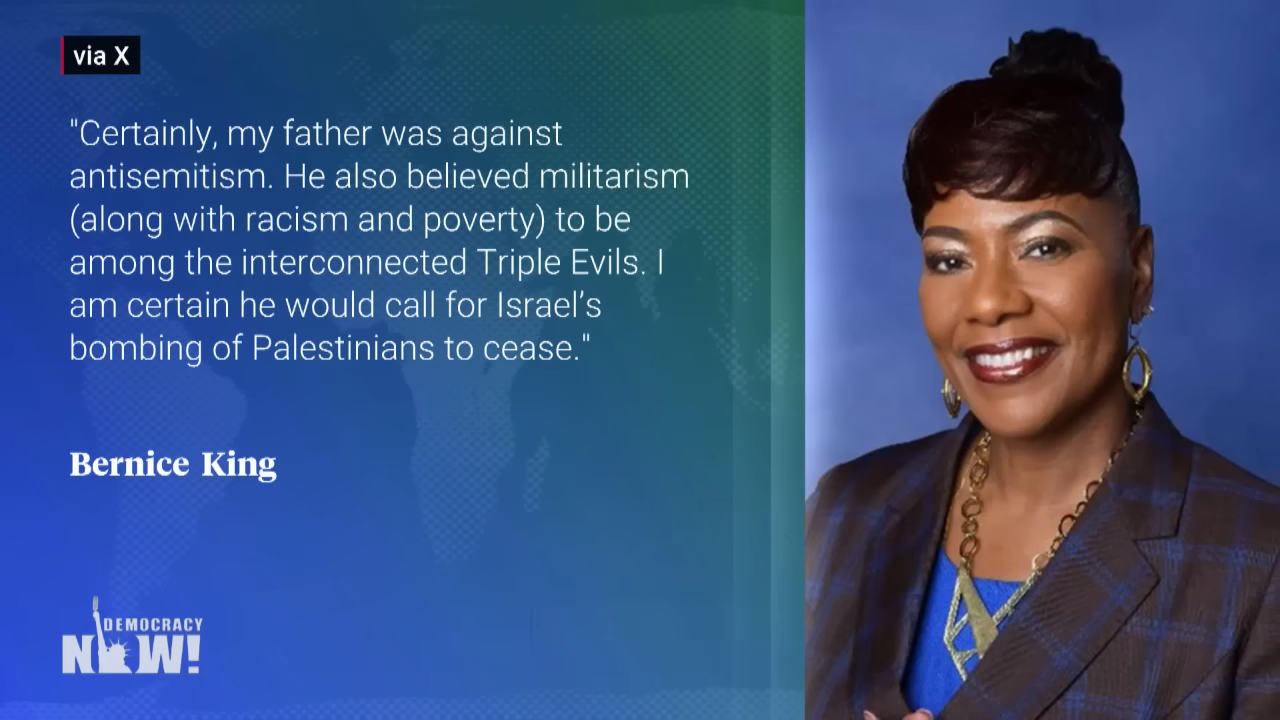 via X
"Certainly, my father was against
antisemitism. He also believed militarism
(along with racism and poverty) to be
among the interconnected Triple Evils. I
am certain he would call for Israel’s
bombing of Palestinians to cease."
Bernice King
DEMOCRACY
NOW!